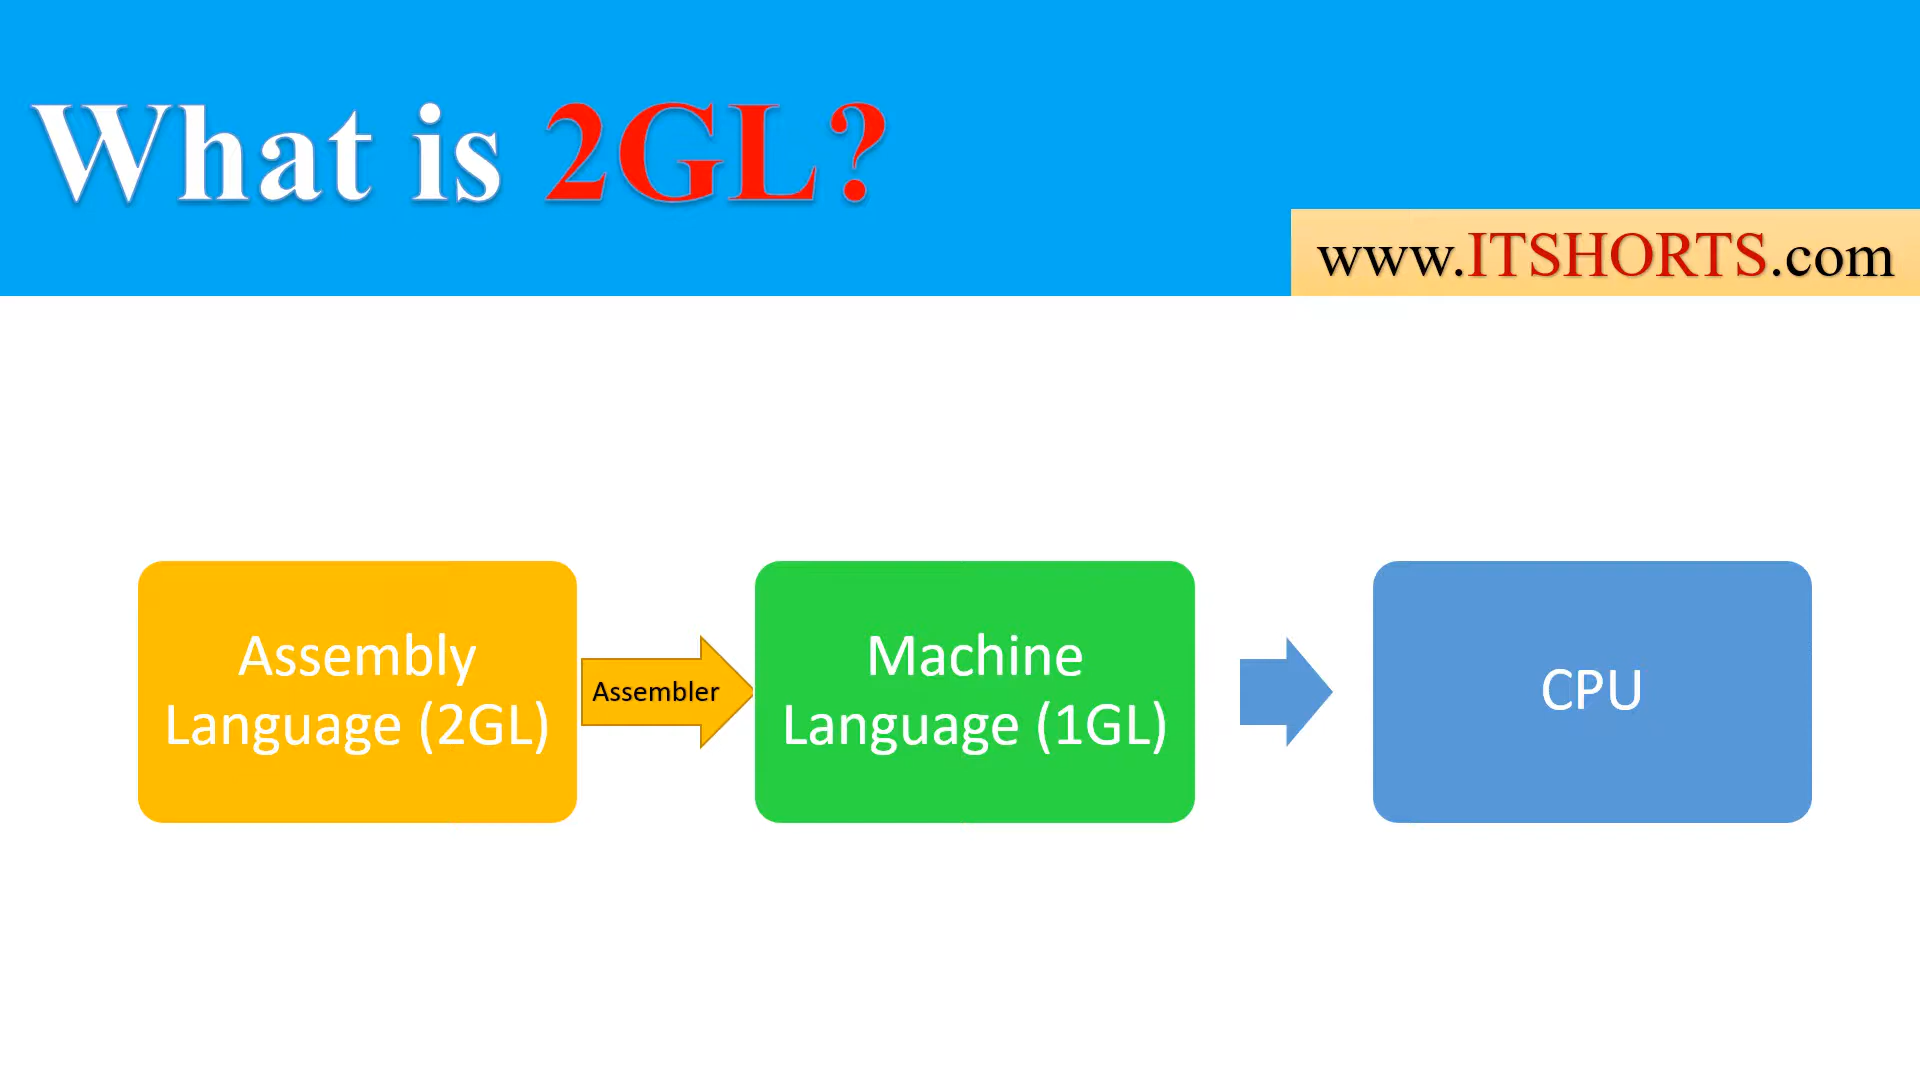 What is 2GL?
www.ITSHORTS.com
Assembly
Language (2GL)
Assembler
Machine
Language (1GL)
CPU